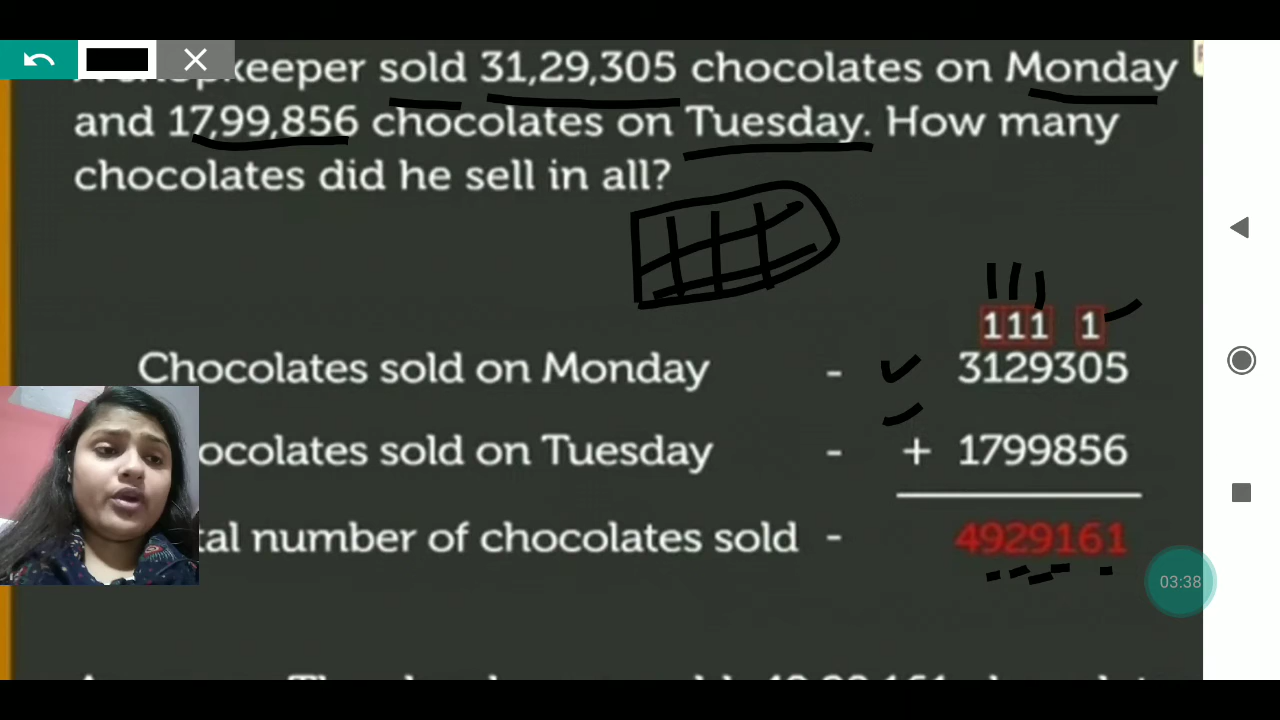 keeper sold 31,29,305 chocolates on Monday
and 17,99,856 chocolates on Tuesday. How many
chocolates did he sell in all?
111 1
Chocolates sold on Monday - 3129305
ocolates sold on Tuesday - + 1799856
tal number of chocolates sold - 4929161
03:38